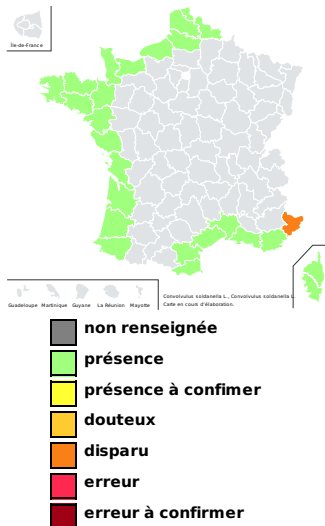 Île-de-France
Guadeloupe Martinique Guyane La Réunion Mayotte
Convolvulus soldanella L., Convolvulus soldanella L.
Carte en cours d'élaboration.
non renseignée
présence
présence à confimer
douteux
disparu
erreur
erreur à confirmer